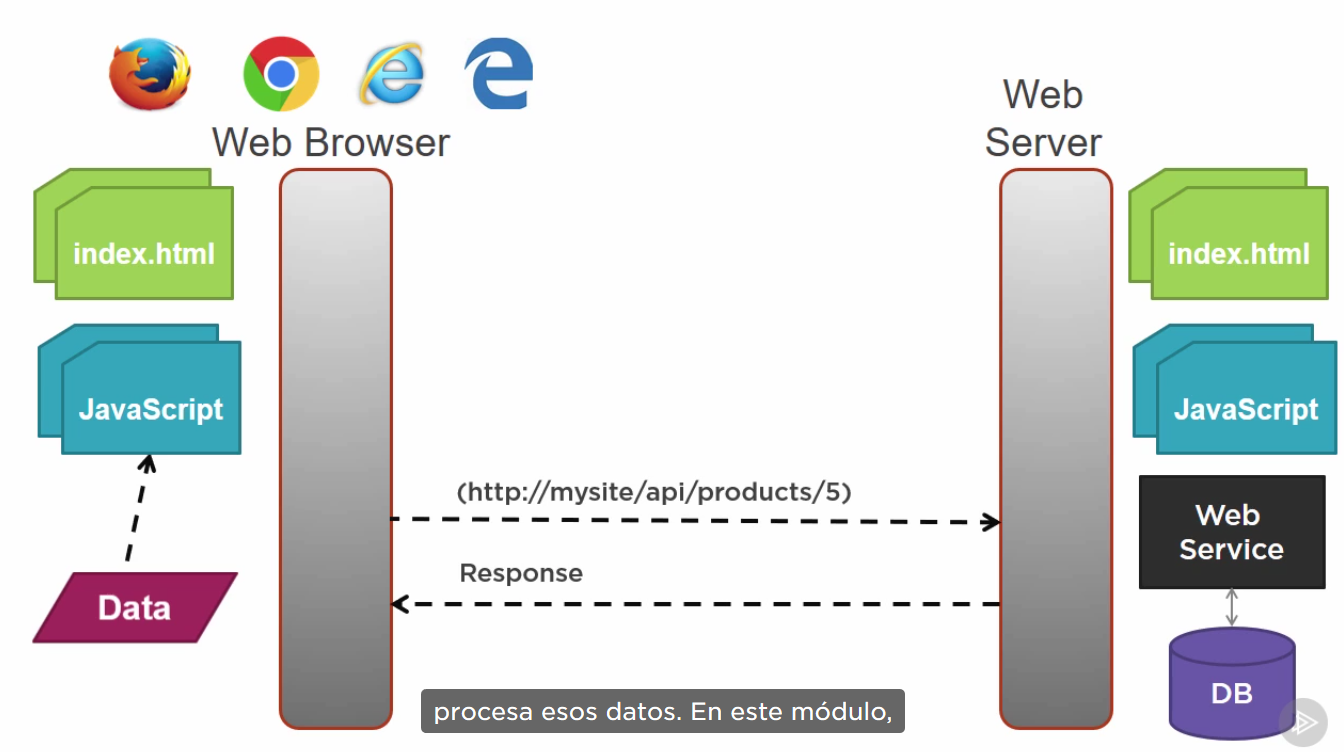 Web Browser
Web
Server
index.html
index.html
JavaScript
JavaScript
(http://mysite/api/products/5)
Response
Web
Service
Data
DB
procesa esos datos. En este módulo,